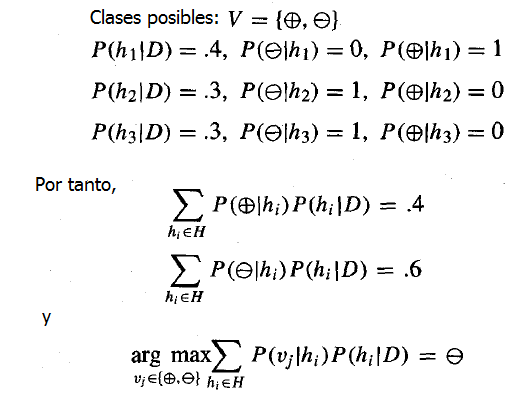 Clases posibles: V = {⊕, ⊖}
P(h₁|D) = .4, P(⊖|h₁) = 0, P(⊕|h₁) = 1
P(h₂|D) = .3, P(⊖|h₂) = 1, P(⊕|h₂) = 0
P(h₃|D) = .3, P(⊖|h₃) = 1, P(⊕|h₃) = 0
Por tanto,
∑ P(⊕|hᵢ)P(hᵢ|D) = .4
hᵢ∈H
∑ P(⊖|hᵢ)P(hᵢ|D) = .6
hᵢ∈H
y
arg max ∑ P(vⱼ|hᵢ)P(hᵢ|D) = ⊖
vⱼ∈{⊕,⊖} hᵢ∈H